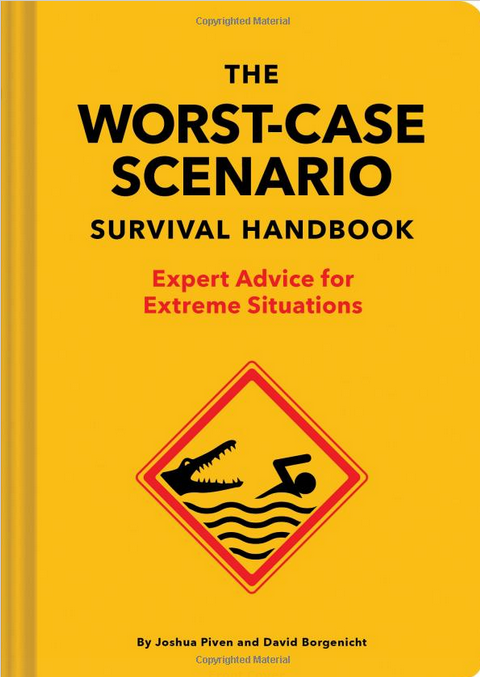 Copyrighted Material
THE
WORST-CASE
SCENARIO
SURVIVAL HANDBOOK
Expert Advice for
Extreme Situations
By Joshua Piven and David Borgenicht
Copyrighted Material